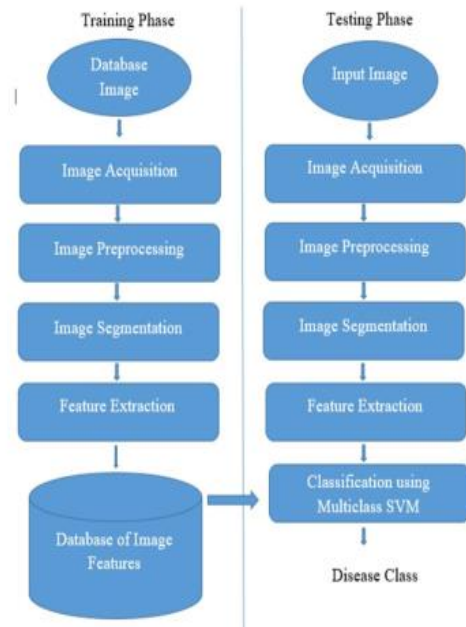 Training Phase
Database
Image
Image Acquisition
Image Preprocessing
Image Segmentation
Feature Extraction
Database of Image
Features
Testing Phase
Input Image
Image Acquisition
Image Preprocessing
Image Segmentation
Feature Extraction
Classification using
Multiclass SVM
Disease Class